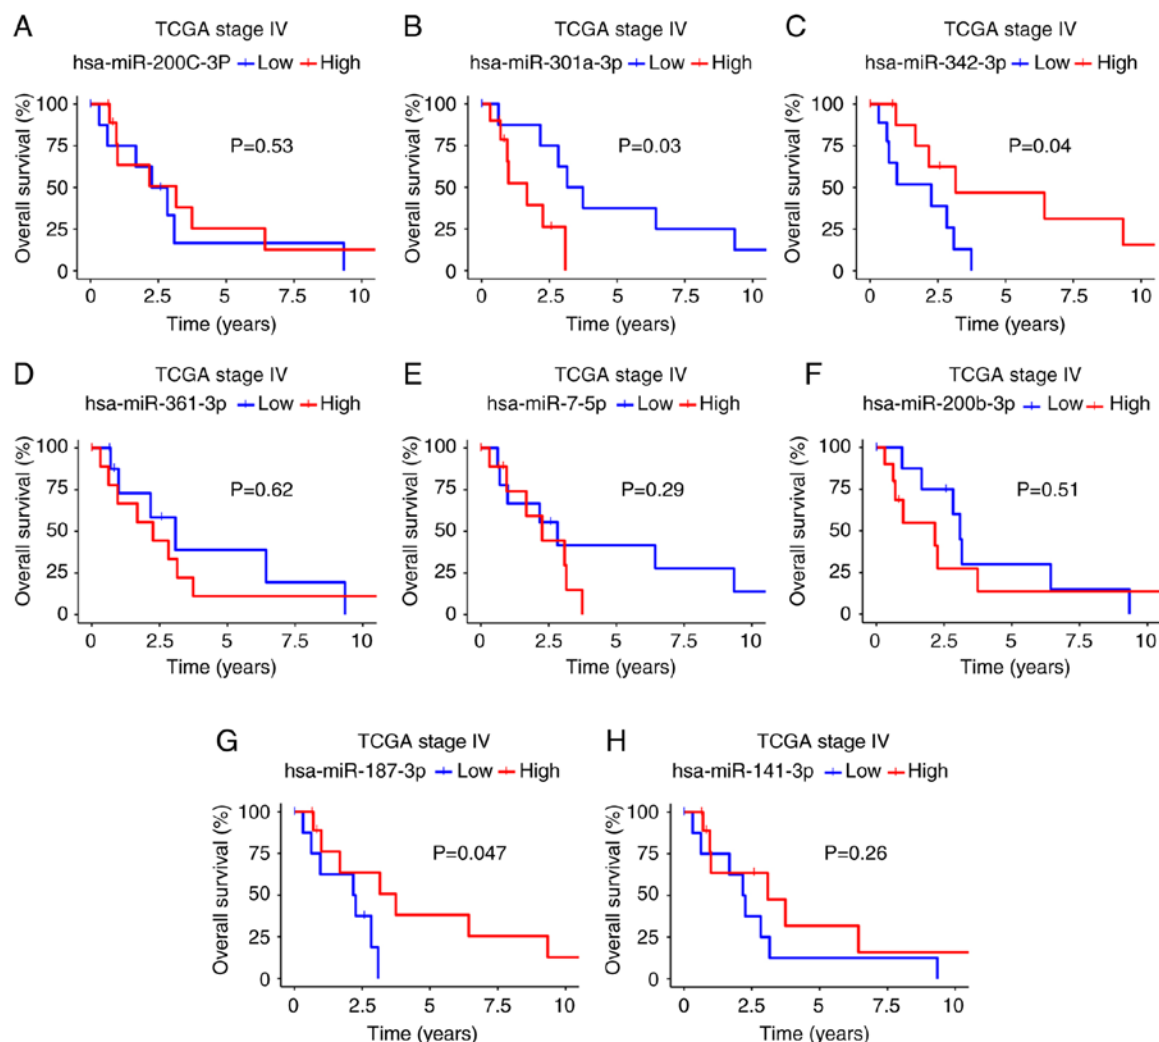 A
TCGA stage IV
hsa-miR-200C-3P Low High
Overall survival (%)
100
75
50
25
0
P=0.53
0 2.5 5 7.5 10
Time (years)
B
TCGA stage IV
hsa-miR-301a-3p Low High
Overall survival (%)
100
75
50
25
0
P=0.03
0 2.5 5 7.5 10
Time (years)
C
TCGA stage IV
hsa-miR-342-3p Low High
Overall survival (%)
100
75
50
25
0
P=0.04
0 2.5 5 7.5 10
Time (years)
D
TCGA stage IV
hsa-miR-361-3p Low High
Overall survival (%)
100
75
50
25
0
P=0.62
0 2.5 5 7.5 10
Time (years)
E
TCGA stage IV
hsa-miR-7-5p Low High
Overall survival (%)
100
75
50
25
0
P=0.29
0 2.5 5 7.5 10
Time (years)
F
TCGA stage IV
hsa-miR-200b-3p Low High
Overall survival (%)
100
75
50
25
0
P=0.51
0 2.5 5 7.5 10
Time (years)
G
TCGA stage IV
hsa-miR-187-3p Low High
Overall survival (%)
100
75
50
25
0
P=0.047
0 2.5 5 7.5 10
Time (years)
H
TCGA stage IV
hsa-miR-141-3p Low High
Overall survival (%)
100
75
50
25
0
P=0.26
0 2.5 5 7.5 10
Time (years)